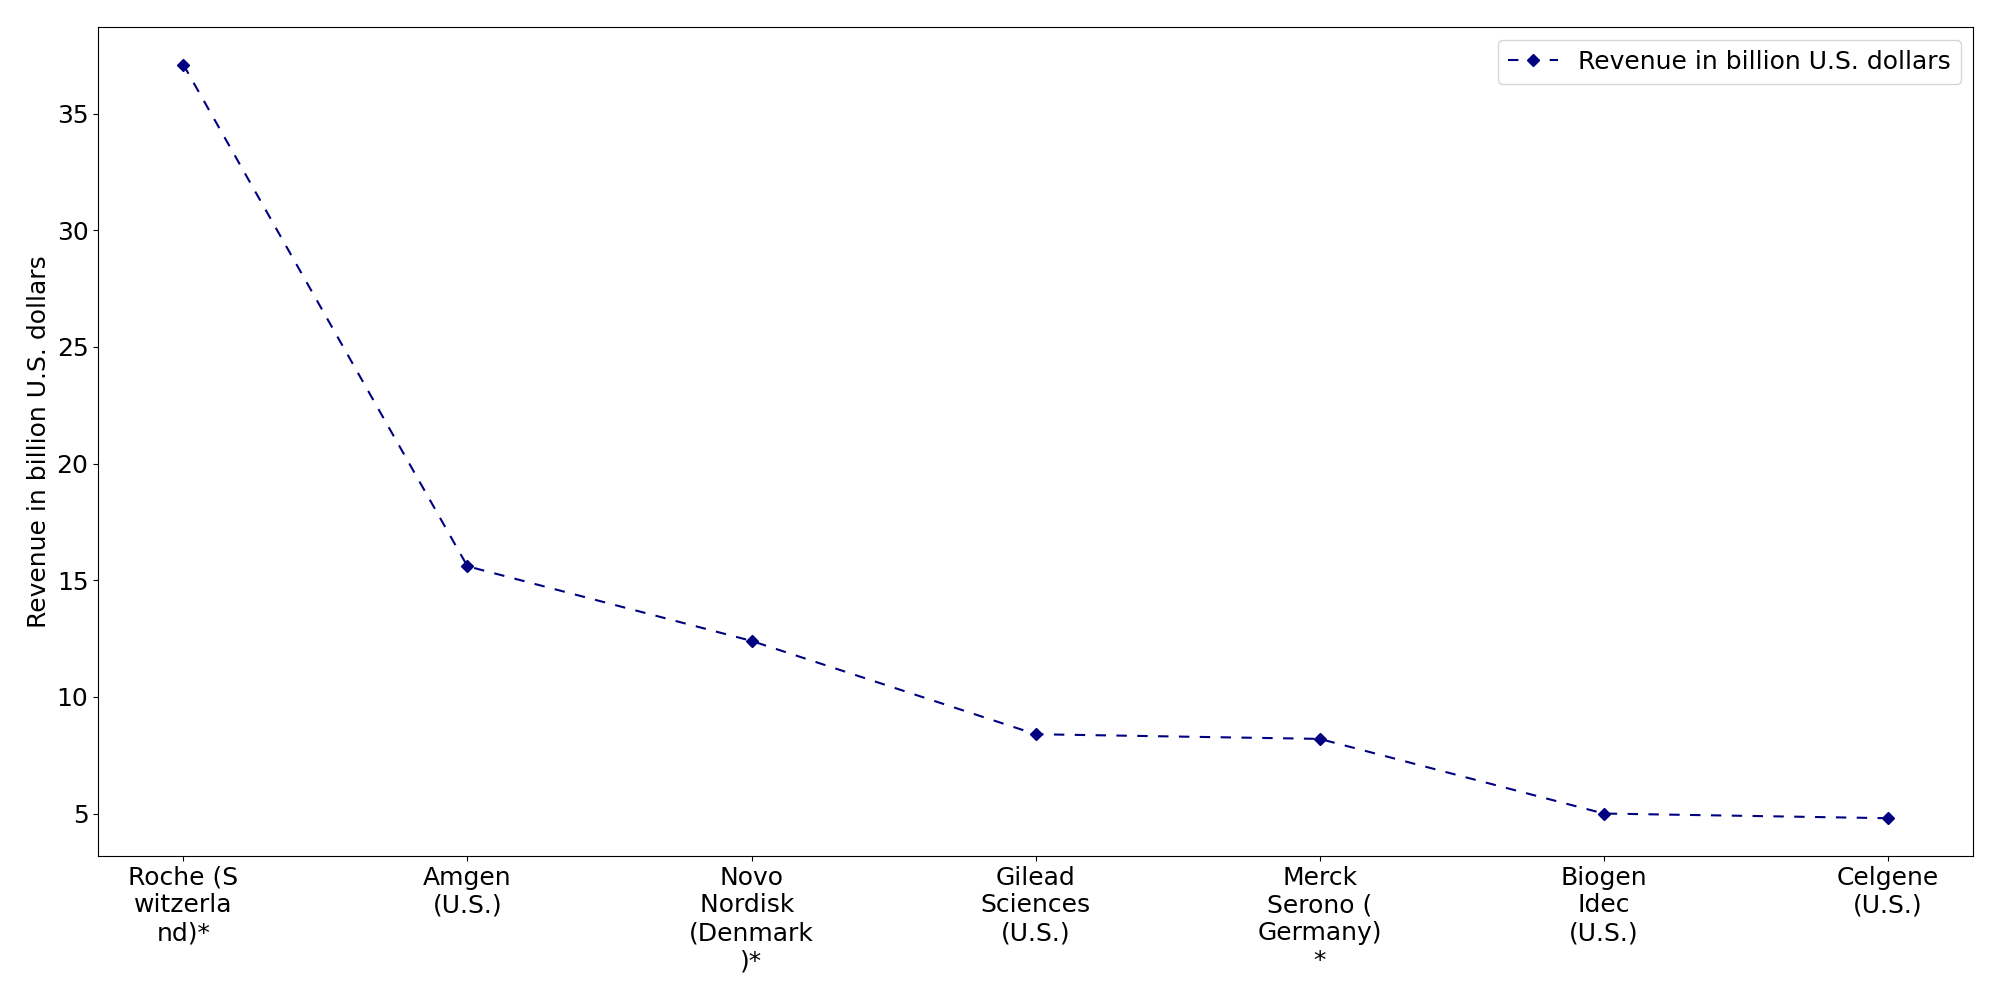 Revenue in billion U.S. dollars
Revenue in billion U.S. dollars
35
30
25
20
15
10
5
Roche (S
witzerla
nd)*
Amgen
(U.S.)
Novo
Nordisk
(Denmark
)*
Gilead
Sciences
(U.S.)
Merck
Serono (
Germany)
*
Biogen
Idec
(U.S.)
Celgene
(U.S.)